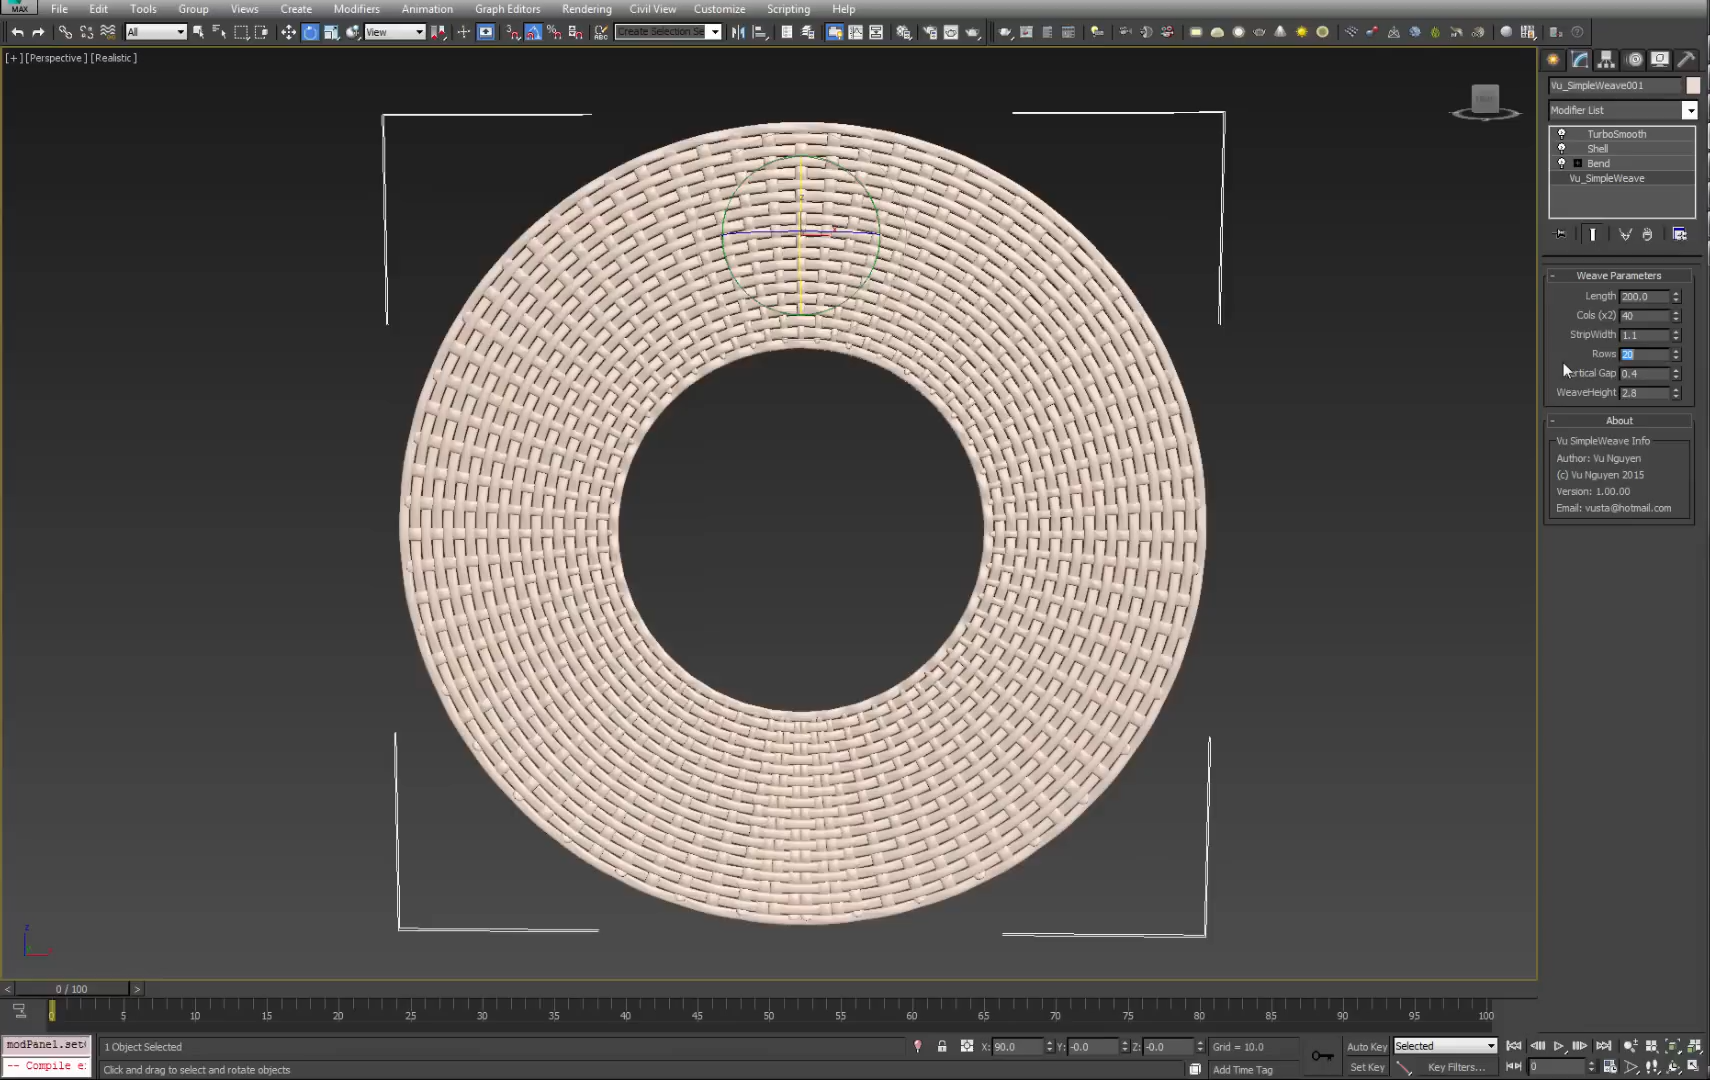 MAX File Edit Tools Group Views Create Modifiers Animation Graph Editors Rendering Civil View Customize Scripting Help
All View Create Selection Se
[+] [Perspective] [Realistic]
Vu_SimpleWeave001
Modifier List
TurboSmooth
Shell
Bend
Vu_SimpleWeave
Weave Parameters
Length 200.0
Cols (x2) 40
StripWidth 1.1
Rows 20
ertical Gap 0.4
WeaveHeight 2.8
About
Vu SimpleWeave Info
Author: Vu Nguyen
(c) Vu Nguyen 2015
Version: 1.00.00
Email: vusta@hotmail.com
< 0 / 100 >
0 5 10 15 20 25 30 35 40 45 50 55 60 65 70 75 80 85 90 95 100
modPanel.set 1 Object Selected X: 90.0 Y: -0.0 Z: -0.0 Grid = 10.0 Auto Key Selected
-- Compile e: Click and drag to select and rotate objects Add Time Tag Set Key Key Filters... 0